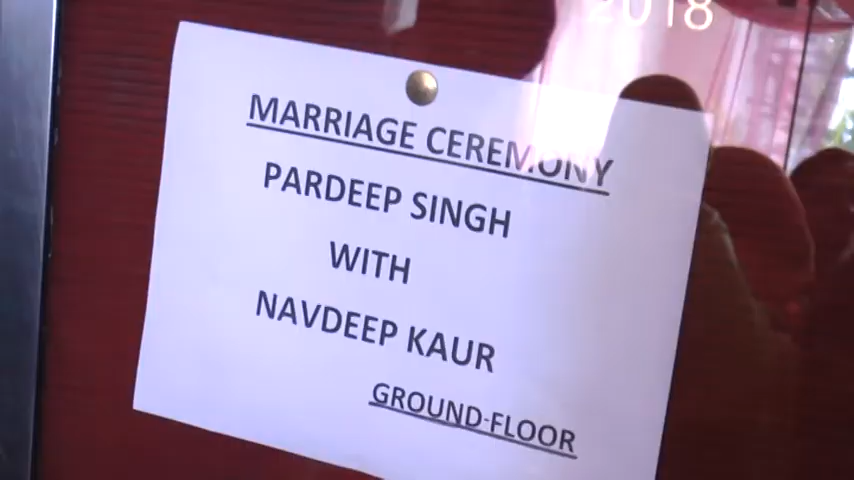 2018
MARRIAGE CEREMONY
PARDEEP SINGH
WITH
NAVDEEP KAUR
GROUND-FLOOR